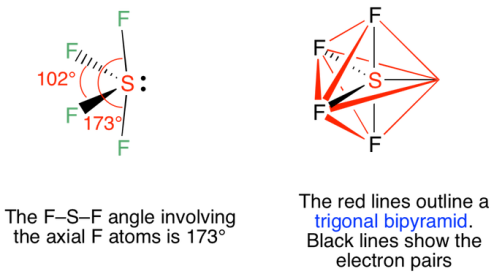 F
F
102°
S:
F
173°
F
F
F
S
F
F
The F–S–F angle involving
the axial F atoms is 173°
The red lines outline a
trigonal bipyramid.
Black lines show the
electron pairs